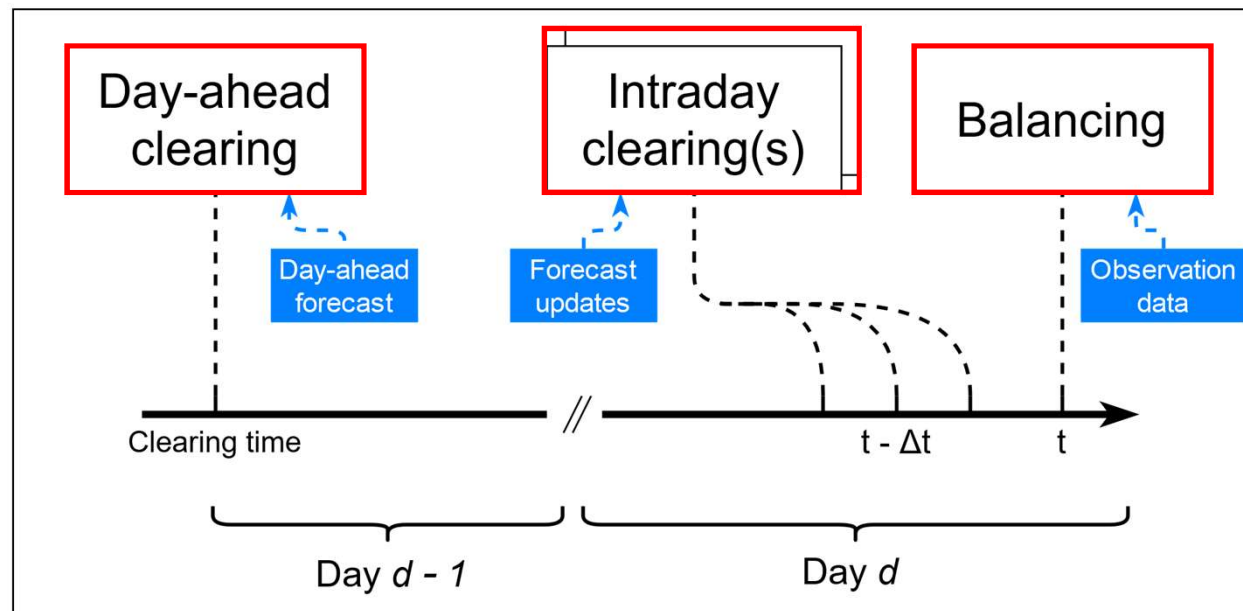 Day-ahead
clearing
Intraday
clearing(s)
Balancing
Day-ahead
forecast
Forecast
updates
Observation
data
Clearing time
t - Δt
t
Day d - 1
Day d